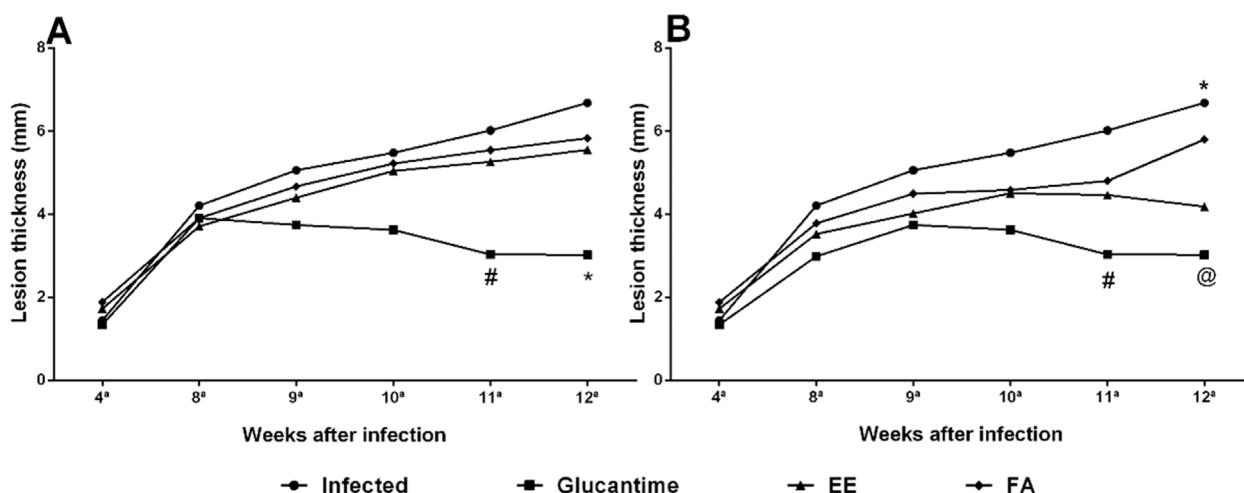 A
Lesion thickness (mm)
8
6
4
2
0
#
*
4ª 8ª 9ª 10ª 11ª 12ª
Weeks after infection
B
Lesion thickness (mm)
8
6
4
2
0
*
#
@
4ª 8ª 9ª 10ª 11ª 12ª
Weeks after infection
Infected Glucantime EE FA